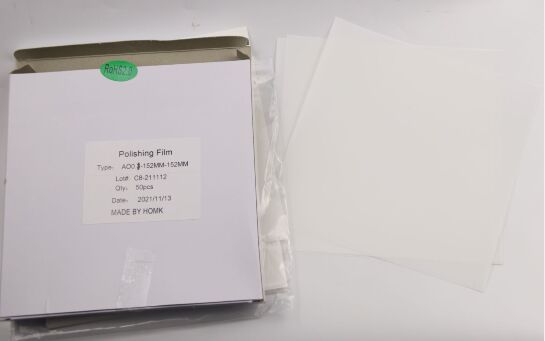 RoHS2.0
Polishing Film
Type: -152MM-152MM
Lot#: C8-211112
Qty: 50pcs
Date: 2021/11/13
MADE BY HOMK